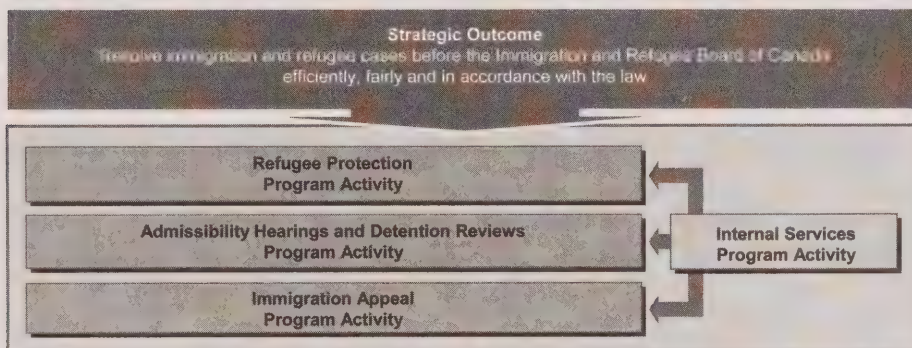 Strategic Outcome
Resolve immigration and refugee cases before the Immigration and Refugee Board of Canada
efficiently, fairly and in accordance with the law
Refugee Protection
Program Activity
Admissibility Hearings and Detention Reviews
Program Activity
Internal Services
Program Activity
Immigration Appeal
Program Activity